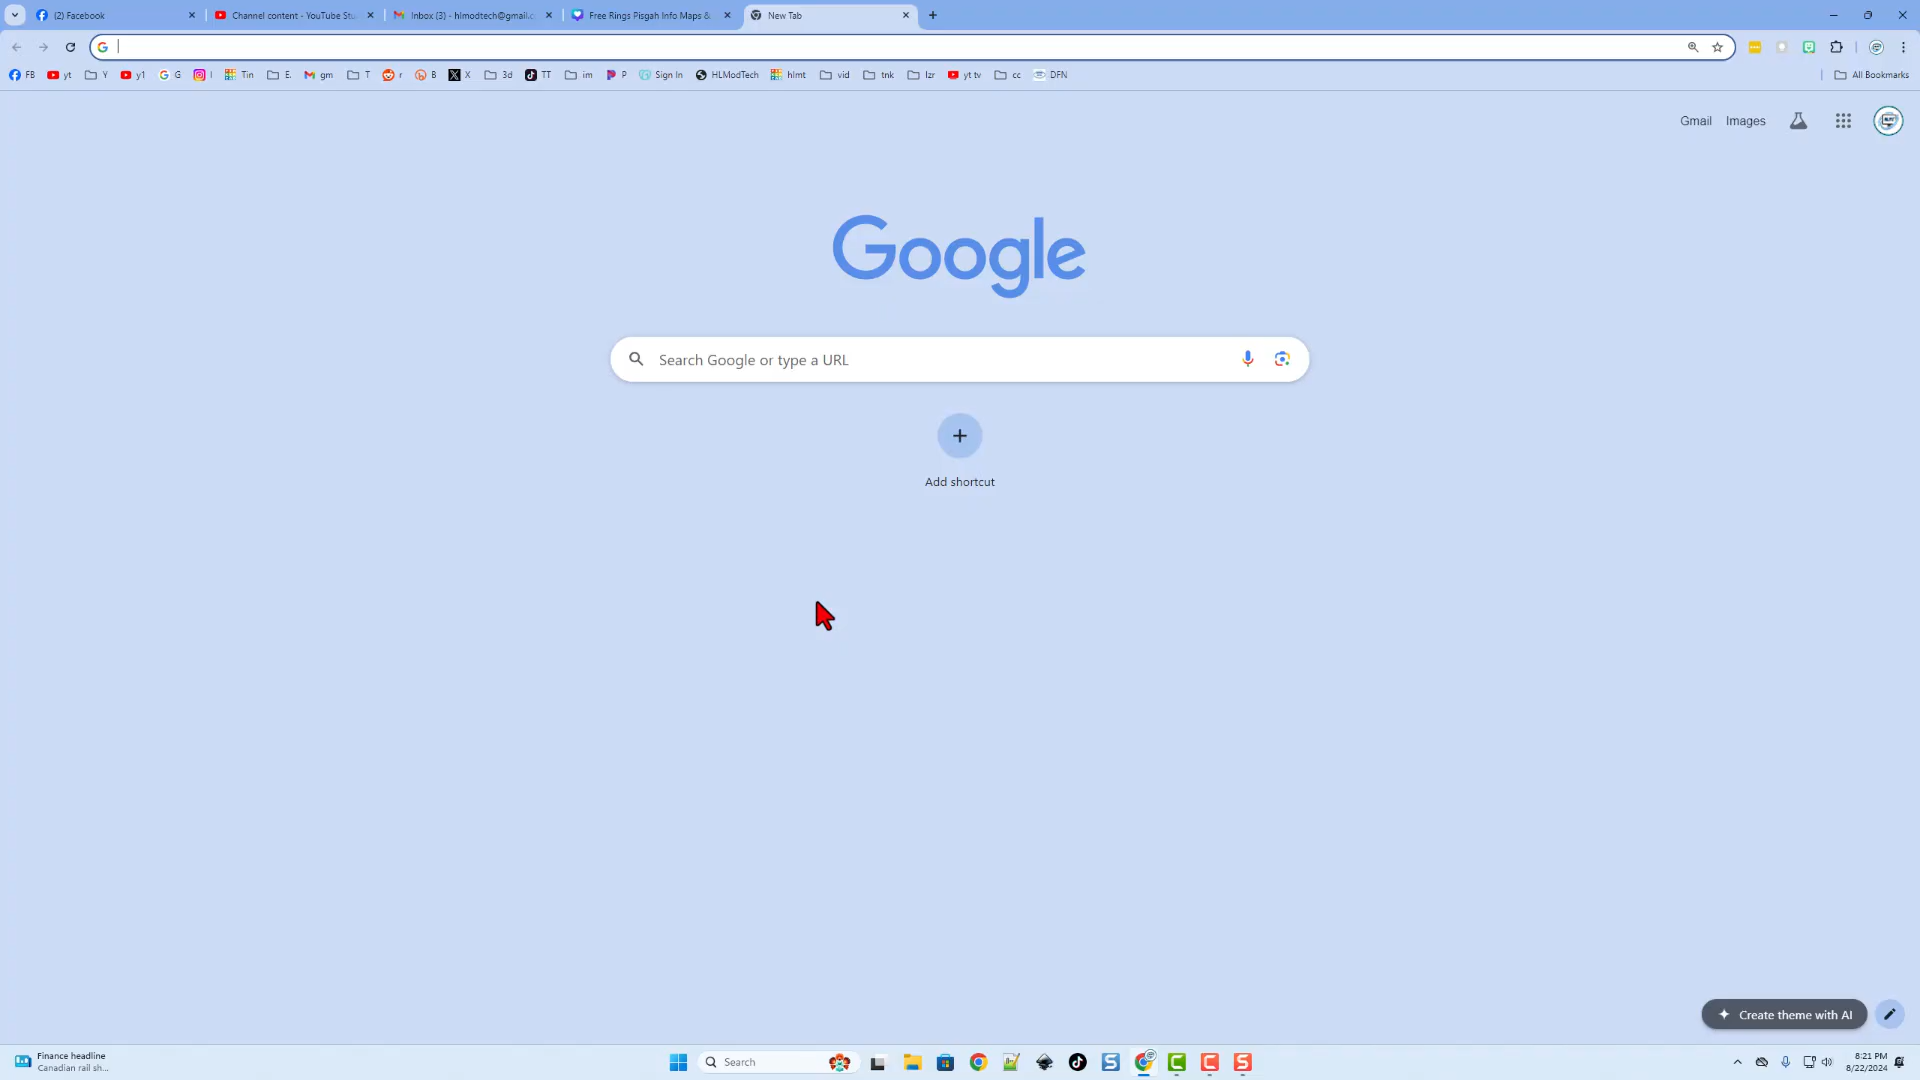 (2) Facebook
Channel content - YouTube Stu
Inbox (3) - hlmodtech@gmail.c
Free Rings Pisgah Info Maps &
New Tab
FB
yt
Y
y1
G
I
Tin
E.
gm
T
r
B
X
3d
TT
im
P
Sign In
HLModTech
hlmt
vid
tnk
lzr
yt tv
cc
DFN
All Bookmarks
Gmail
Images
Google
Search Google or type a URL
Add shortcut
Create theme with AI
Finance headline
Canadian rail sh...
Search
8:21 PM
8/22/2024